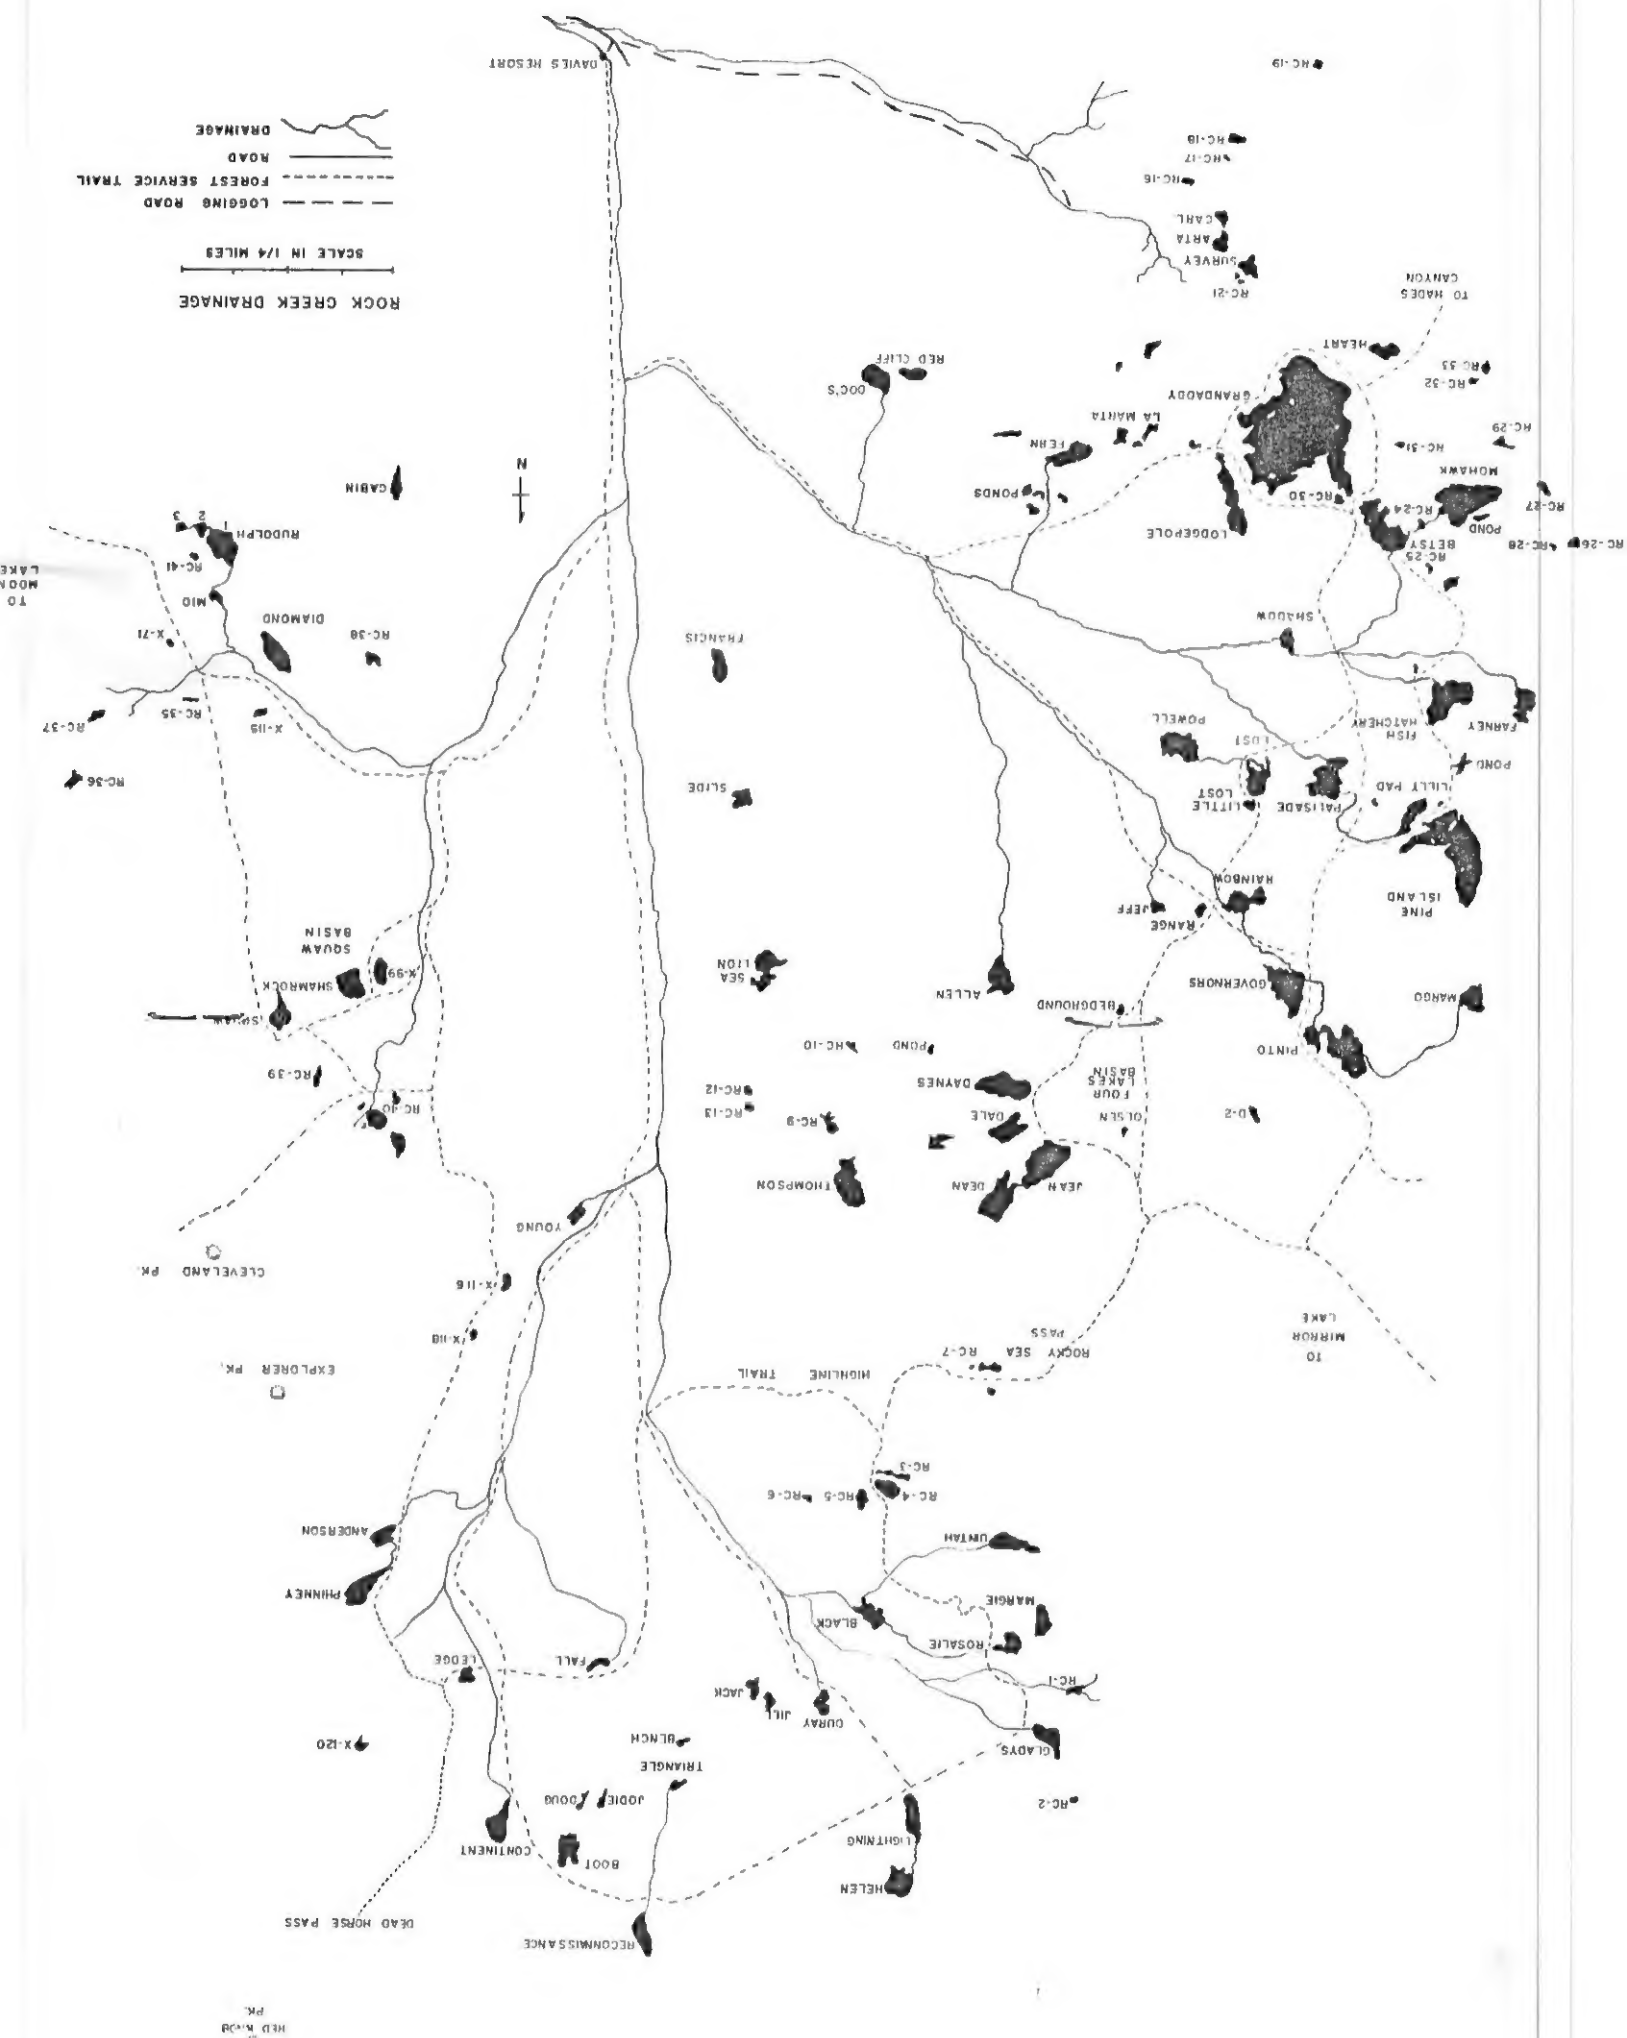 RED KNOB
PK.
RECONNAISSANCE
DEAD HORSE PASS
HELEN
BOOT
CONTINENT
LIGHTNING
RC-2
JODIE
DOUG
TRIANGLE
GLADYS
BENCH
X-120
OURAY
JILL
JACK
RC-1
FALL
LEDGE
ROSALIE
BLACK
MARGIE
PHINNEY
UINTAH
ANDERSON
RC-4
RC-5
RC-6
RC-3
HIGHLINE TRAIL
EXPLORER PK.
TO
MIRROR
LAKE
ROCKY SEA
PASS
RC-7
X-118
X-116
CLEVELAND PK.
YOUNG
JEAN
DEAN
THOMPSON
D-2
OLSEN
FOUR
LAKES
BASIN
DALE
RC-9
RC-13
RC-12
RC-40
DAYNES
RC-39
PINTO
POND
RC-10
BEDGROUND
SQUAW
MARGO
GOVERNORS
ALLEN
SEA
LION
SHAMROCK
X-99
SQUAW
BASIN
PINE
ISLAND
RANGE
JEFF
RAINBOW
PALISADE
LITTLE
LOST
LILLY PAD
SLIDE
RC-36
POND
LOST
FARNEY
FISH
HATCHERY
POWELL
X-115
RC-35
RC-37
FRANCIS
RC-38
X-71
SHADOW
DIAMOND
MID
TO
MOON
LAKE
RC-25
RC-41
RC-26
RC-28
BETSY
LODGEPOLE
RUDOLPH
1
2
3
POND
RC-27
RC-24
RC-30
PONDS
CABIN
MOHAWK
N
RC-31
FERN
RC-29
LA MARTA
GRANDADDY
DOC'S
RC-32
RC-33
RED CLIFF
HEART
TO HADES
CANYON
ROCK CREEK DRAINAGE
RC-21
SCALE IN 1/4 MILES
SURVEY
ARTA
CARL
LOGGING ROAD
RC-16
FOREST SERVICE TRAIL
RC-17
ROAD
RC-18
DRAINAGE
RC-19
DAVIES RESORT